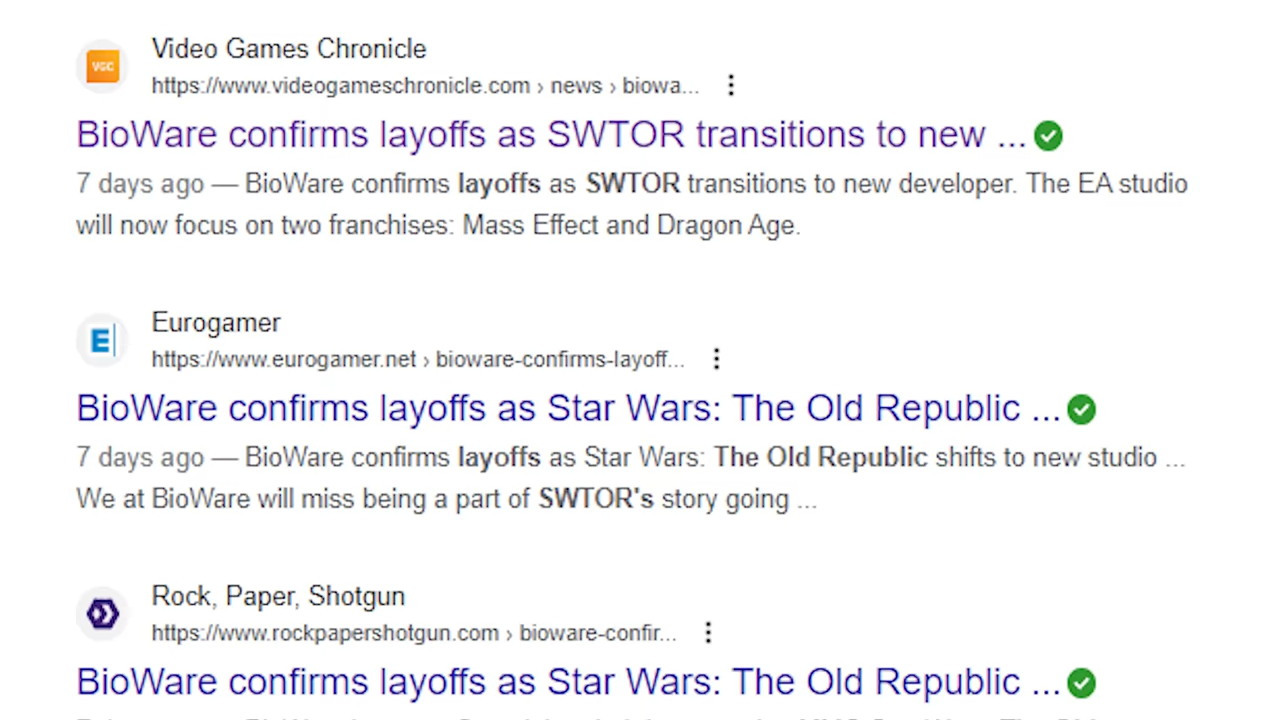 Video Games Chronicle
VGC
https://www.videogameschronicle.com › news › biowa...
BioWare confirms layoffs as SWTOR transitions to new ...
7 days ago — BioWare confirms layoffs as SWTOR transitions to new developer. The EA studio
will now focus on two franchises: Mass Effect and Dragon Age.
Eurogamer
E
https://www.eurogamer.net › bioware-confirms-layoff...
BioWare confirms layoffs as Star Wars: The Old Republic ...
7 days ago — BioWare confirms layoffs as Star Wars: The Old Republic shifts to new studio ...
We at BioWare will miss being a part of SWTOR's story going ...
Rock, Paper, Shotgun
https://www.rockpapershotgun.com › bioware-confir...
BioWare confirms layoffs as Star Wars: The Old Republic ...